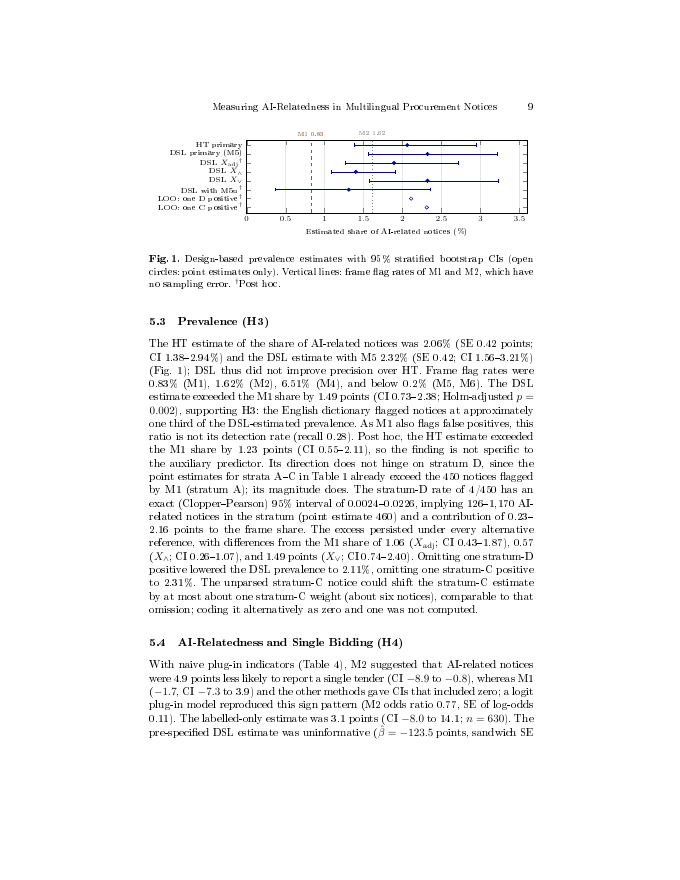 Measuring AI-Relatedness in Multilingual Procurement Notices 9
M1 0.83 M2 1.62
HT primary
DSL primary (M5)
DSL X_adj†
DSL X_∧†
DSL X_∨†
DSL with M5u†
LOO: one D positive†
LOO: one C positive†
0 0.5 1 1.5 2 2.5 3 3.5
Estimated share of AI-related notices (%)
Fig. 1. Design-based prevalence estimates with 95 % stratified bootstrap CIs (open
circles: point estimates only). Vertical lines: frame flag rates of M1 and M2, which have
no sampling error. †Post hoc.
5.3 Prevalence (H3)
The HT estimate of the share of AI-related notices was 2.06% (SE 0.42 points;
CI 1.38–2.94%) and the DSL estimate with M5 2.32% (SE 0.42; CI 1.56–3.21%)
(Fig. 1); DSL thus did not improve precision over HT. Frame flag rates were
0.83% (M1), 1.62% (M2), 6.51% (M4), and below 0.2% (M5, M6). The DSL
estimate exceeded the M1 share by 1.49 points (CI 0.73–2.38; Holm-adjusted p =
0.002), supporting H3: the English dictionary flagged notices at approximately
one third of the DSL-estimated prevalence. As M1 also flags false positives, this
ratio is not its detection rate (recall 0.28). Post hoc, the HT estimate exceeded
the M1 share by 1.23 points (CI 0.55–2.11), so the finding is not specific to
the auxiliary predictor. Its direction does not hinge on stratum D, since the
point estimates for strata A–C in Table 1 already exceed the 450 notices flagged
by M1 (stratum A); its magnitude does. The stratum-D rate of 4/450 has an
exact (Clopper–Pearson) 95% interval of 0.0024–0.0226, implying 126–1,170 AI-
related notices in the stratum (point estimate 460) and a contribution of 0.23–
2.16 points to the frame share. The excess persisted under every alternative
reference, with differences from the M1 share of 1.06 (X_adj; CI 0.43–1.87), 0.57
(X_∧; CI 0.26–1.07), and 1.49 points (X_∨; CI 0.74–2.40). Omitting one stratum-D
positive lowered the DSL prevalence to 2.11%, omitting one stratum-C positive
to 2.31%. The unparsed stratum-C notice could shift the stratum-C estimate
by at most about one stratum-C weight (about six notices), comparable to that
omission; coding it alternatively as zero and one was not computed.
5.4 AI-Relatedness and Single Bidding (H4)
With naive plug-in indicators (Table 4), M2 suggested that AI-related notices
were 4.9 points less likely to report a single tender (CI −8.9 to −0.8), whereas M1
(−1.7, CI −7.3 to 3.9) and the other methods gave CIs that included zero; a logit
plug-in model reproduced this sign pattern (M2 odds ratio 0.77, SE of log-odds
0.11). The labelled-only estimate was 3.1 points (CI −8.0 to 14.1; n = 630). The
pre-specified DSL estimate was uninformative (β̂ = −123.5 points, sandwich SE